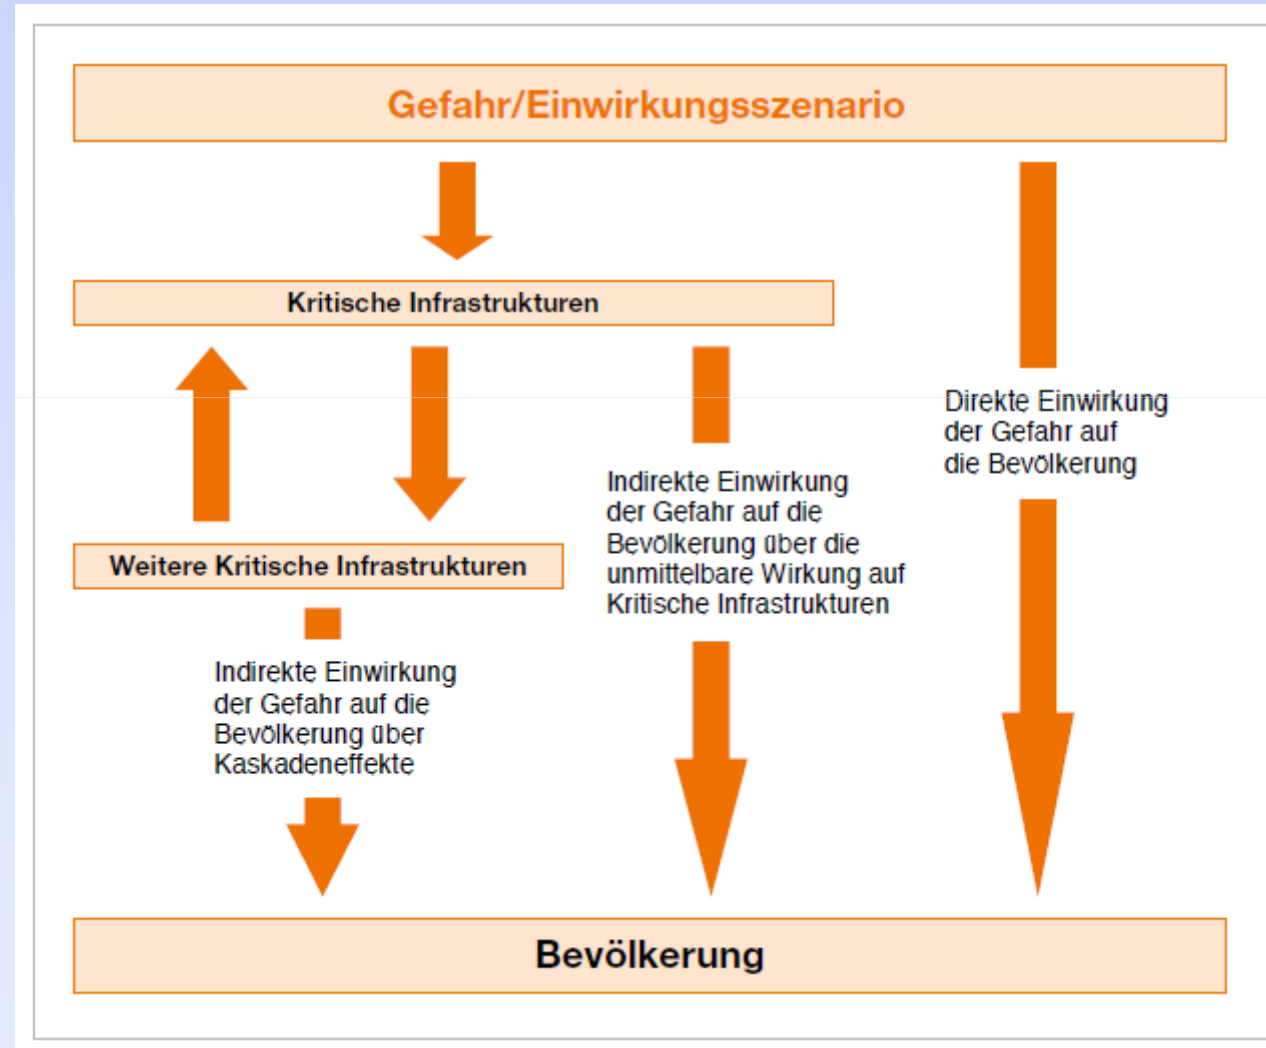 Gefahr/Einwirkungsszenario
Kritische Infrastrukturen
Direkte Einwirkung
der Gefahr auf
die Bevölkerung
Indirekte Einwirkung
der Gefahr auf die
Bevölkerung über die
unmittelbare Wirkung auf
Kritische Infrastrukturen
Weitere Kritische Infrastrukturen
Indirekte Einwirkung
der Gefahr auf die
Bevölkerung über
Kaskadeneffekte
Bevölkerung